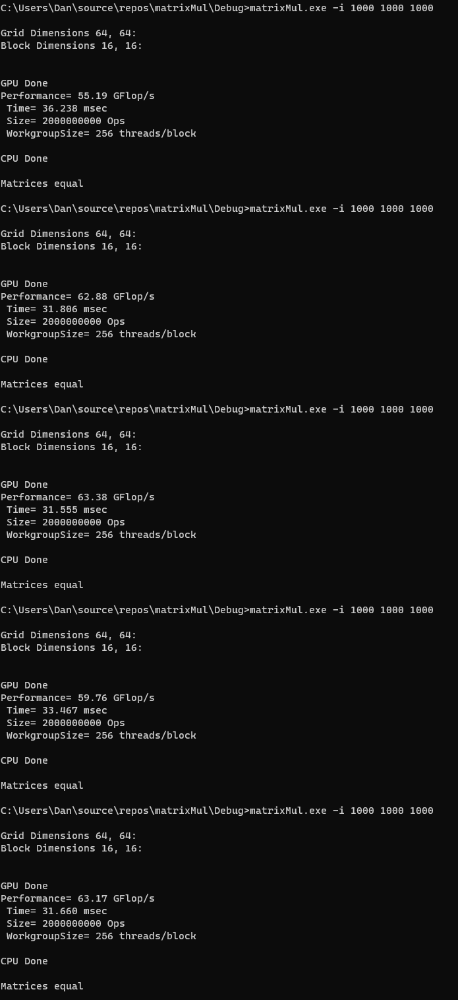 C:\Users\Dan\source\repos\matrixMul\Debug>matrixMul.exe -i 1000 1000 1000
Grid Dimensions 64, 64:
Block Dimensions 16, 16:
GPU Done
Performance= 55.19 GFlop/s
Time= 36.238 msec
Size= 2000000000 Ops
WorkgroupSize= 256 threads/block
CPU Done
Matrices equal
C:\Users\Dan\source\repos\matrixMul\Debug>matrixMul.exe -i 1000 1000 1000
Grid Dimensions 64, 64:
Block Dimensions 16, 16:
GPU Done
Performance= 62.88 GFlop/s
Time= 31.806 msec
Size= 2000000000 Ops
WorkgroupSize= 256 threads/block
CPU Done
Matrices equal
C:\Users\Dan\source\repos\matrixMul\Debug>matrixMul.exe -i 1000 1000 1000
Grid Dimensions 64, 64:
Block Dimensions 16, 16:
GPU Done
Performance= 63.38 GFlop/s
Time= 31.555 msec
Size= 2000000000 Ops
WorkgroupSize= 256 threads/block
CPU Done
Matrices equal
C:\Users\Dan\source\repos\matrixMul\Debug>matrixMul.exe -i 1000 1000 1000
Grid Dimensions 64, 64:
Block Dimensions 16, 16:
GPU Done
Performance= 59.76 GFlop/s
Time= 33.467 msec
Size= 2000000000 Ops
WorkgroupSize= 256 threads/block
CPU Done
Matrices equal
C:\Users\Dan\source\repos\matrixMul\Debug>matrixMul.exe -i 1000 1000 1000
Grid Dimensions 64, 64:
Block Dimensions 16, 16:
GPU Done
Performance= 63.17 GFlop/s
Time= 31.660 msec
Size= 2000000000 Ops
WorkgroupSize= 256 threads/block
CPU Done
Matrices equal